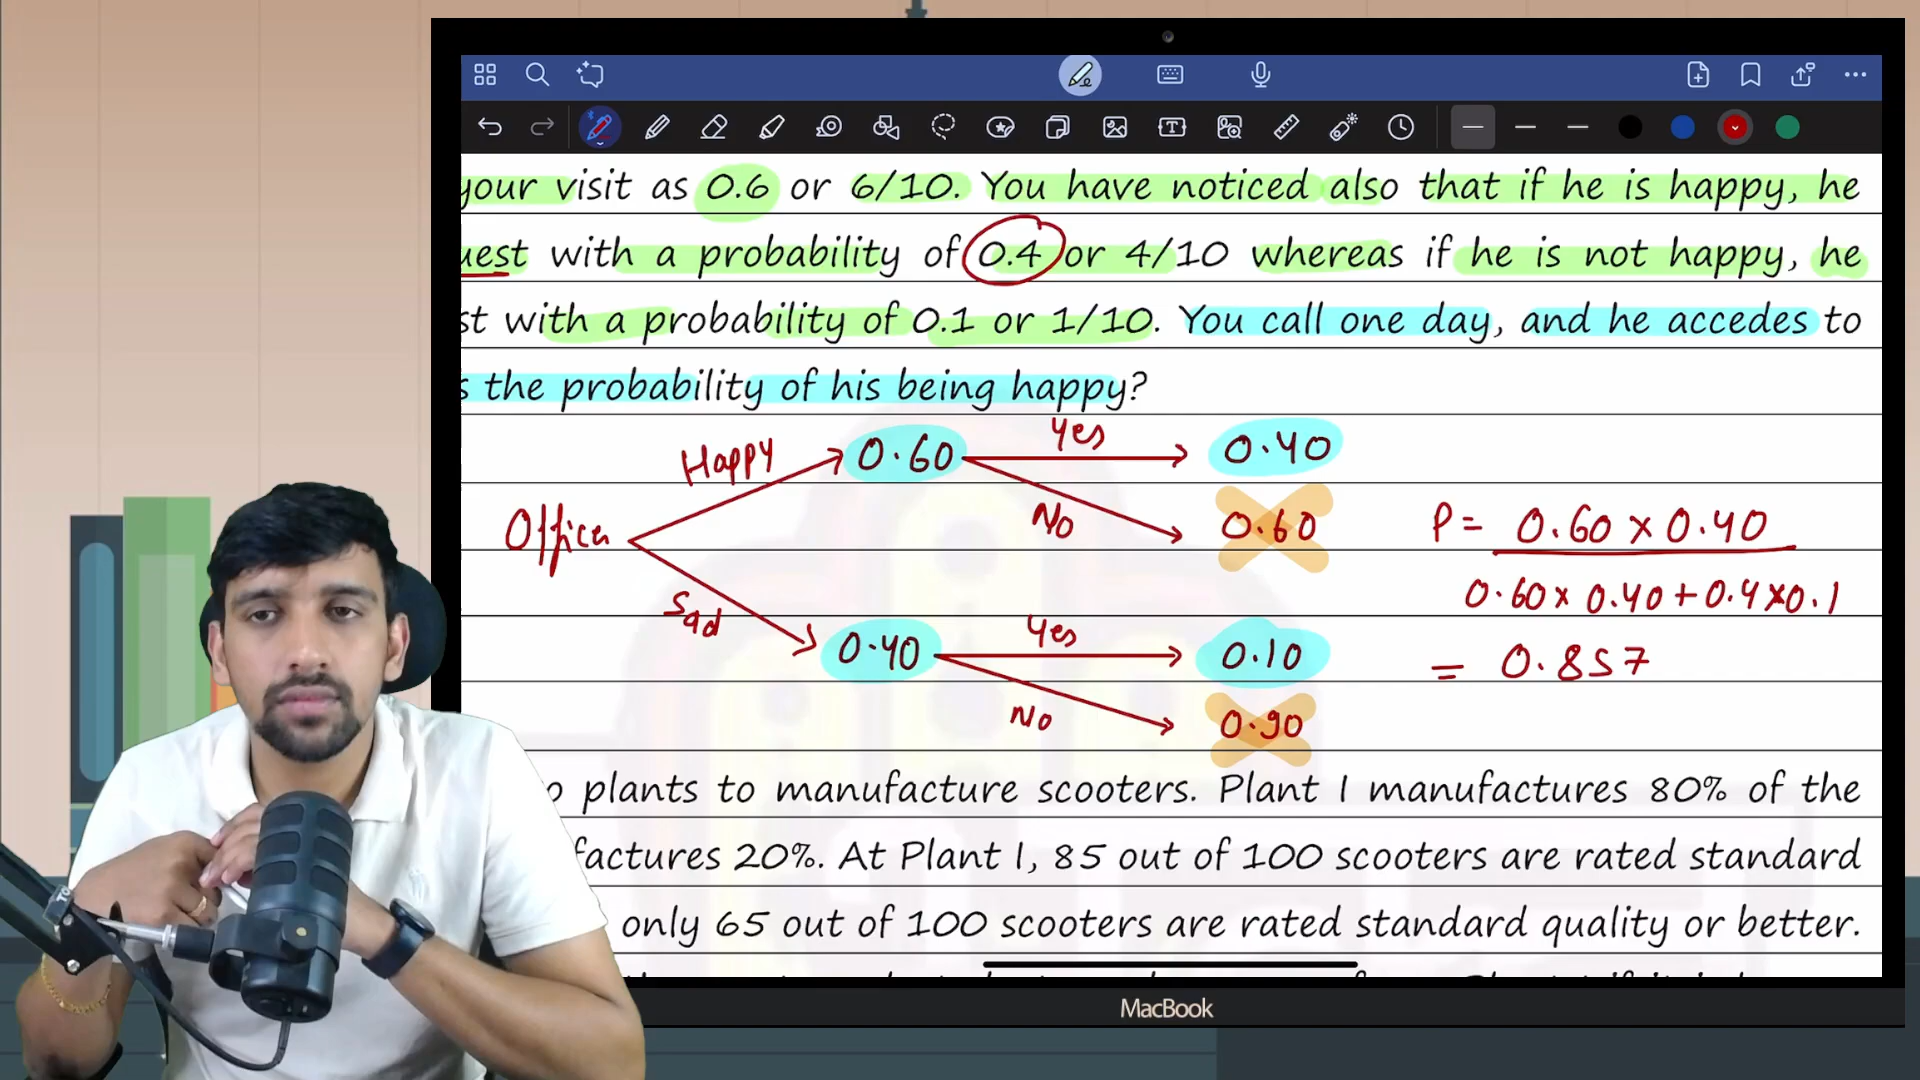 your visit as 0.6 or 6/10. You have noticed also that if he is happy, he
uest with a probability of 0.4 or 4/10 whereas if he is not happy, he
st with a probability of 0.1 or 1/10. You call one day, and he accedes to
s the probability of his being happy?
Happy 0.60 Yes 0.40
No 0.60
Officer
Sad 0.40 Yes 0.10
No 0.90
P = 0.60 x 0.40
0.60 x 0.40 + 0.4 x 0.1
= 0.857
o plants to manufacture scooters. Plant I manufactures 80% of the
factures 20%. At Plant I, 85 out of 100 scooters are rated standard
only 65 out of 100 scooters are rated standard quality or better.
MacBook